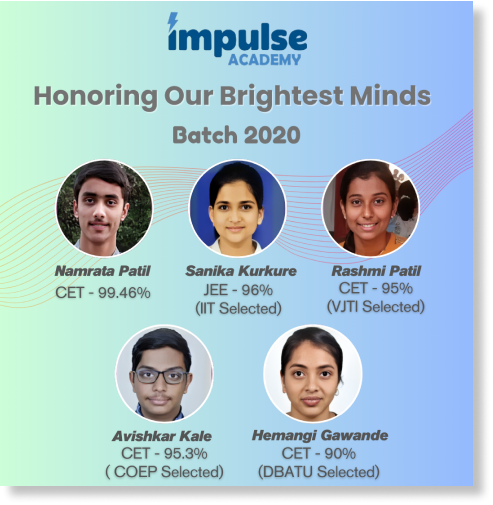 impulse
ACADEMY
Honoring Our Brightest Minds
Batch 2020
Namrata Patil
CET - 99.46%
Sanika Kurkure
JEE - 96%
(IIT Selected)
Rashmi Patil
CET - 95%
(VJTI Selected)
Avishkar Kale
CET - 95.3%
( COEP Selected)
Hemangi Gawande
CET - 90%
(DBATU Selected)